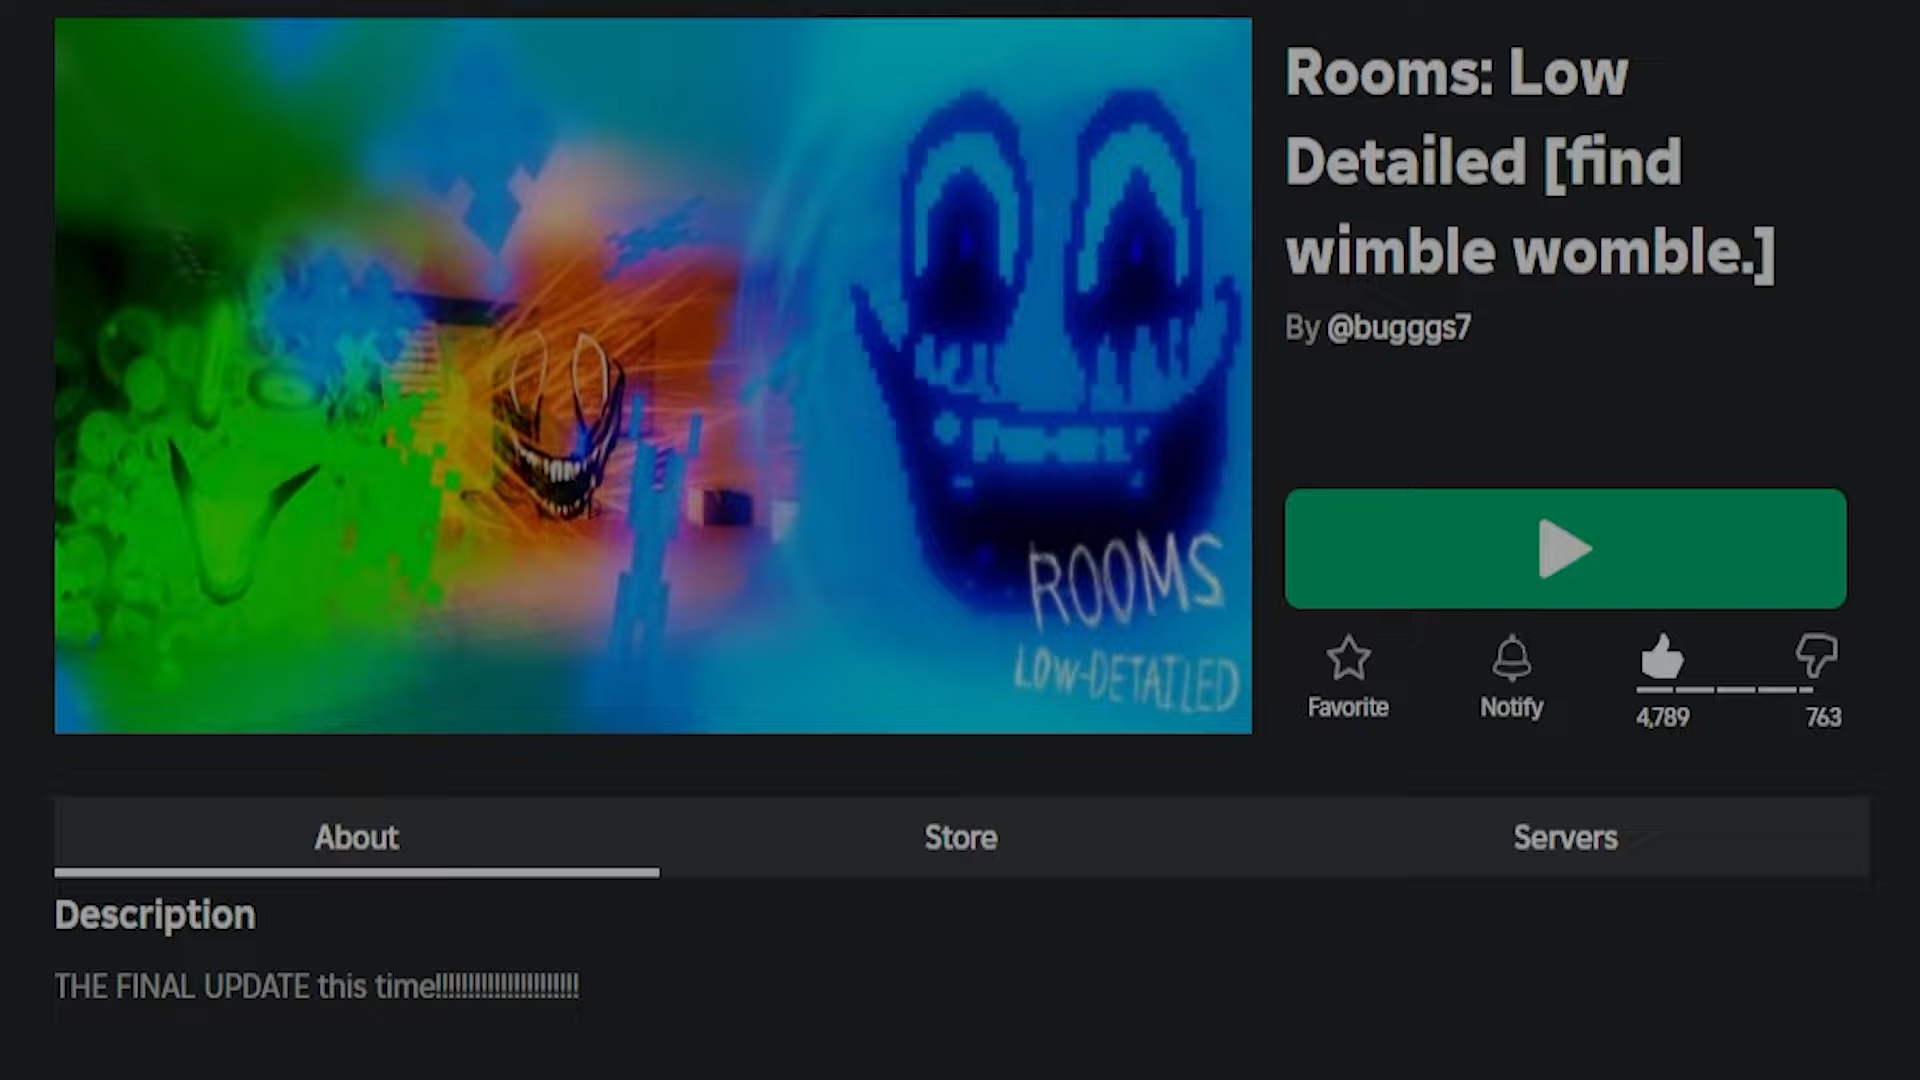 Rooms: Low
Detailed [find
wimble womble.]
By @bugggs7
ROOMS
LOW-DETAILED
Favorite
Notify
4,789
763
About
Store
Servers
Description
THE FINAL UPDATE this time!!!!!!!!!!!!!!!!!!!!!!